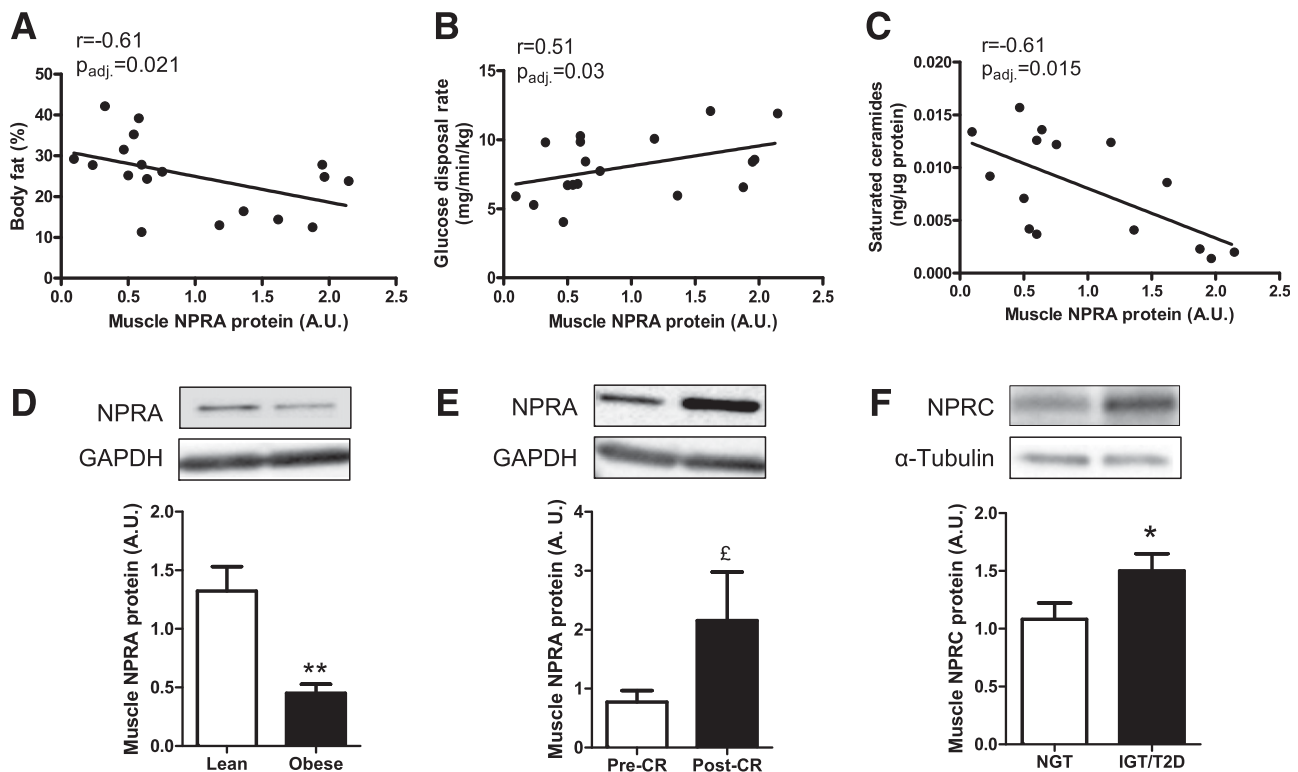 A
r=-0.61
padj.=0.021
50
40
30
20
10
0
Body fat (%)
0.0 0.5 1.0 1.5 2.0 2.5
Muscle NPRA protein (A.U.)
B
r=0.51
padj.=0.03
15
10
5
0
Glucose disposal rate
(mg/min/kg)
0.0 0.5 1.0 1.5 2.0 2.5
Muscle NPRA protein (A.U.)
C
r=-0.61
padj.=0.015
0.020
0.015
0.010
0.005
0.000
Saturated ceramides
(ng/µg protein)
0.0 0.5 1.0 1.5 2.0 2.5
Muscle NPRA protein (A.U.)
D
NPRA
GAPDH
2.0
1.5
1.0
0.5
0.0
Muscle NPRA protein (A.U.)
**
Lean Obese
E
NPRA
GAPDH
4
3
2
1
0
Muscle NPRA protein (A. U.)
£
Pre-CR Post-CR
F
NPRC
α-Tubulin
2.0
1.5
1.0
0.5
0.0
Muscle NPRC protein (A.U.)
*
NGT IGT/T2D